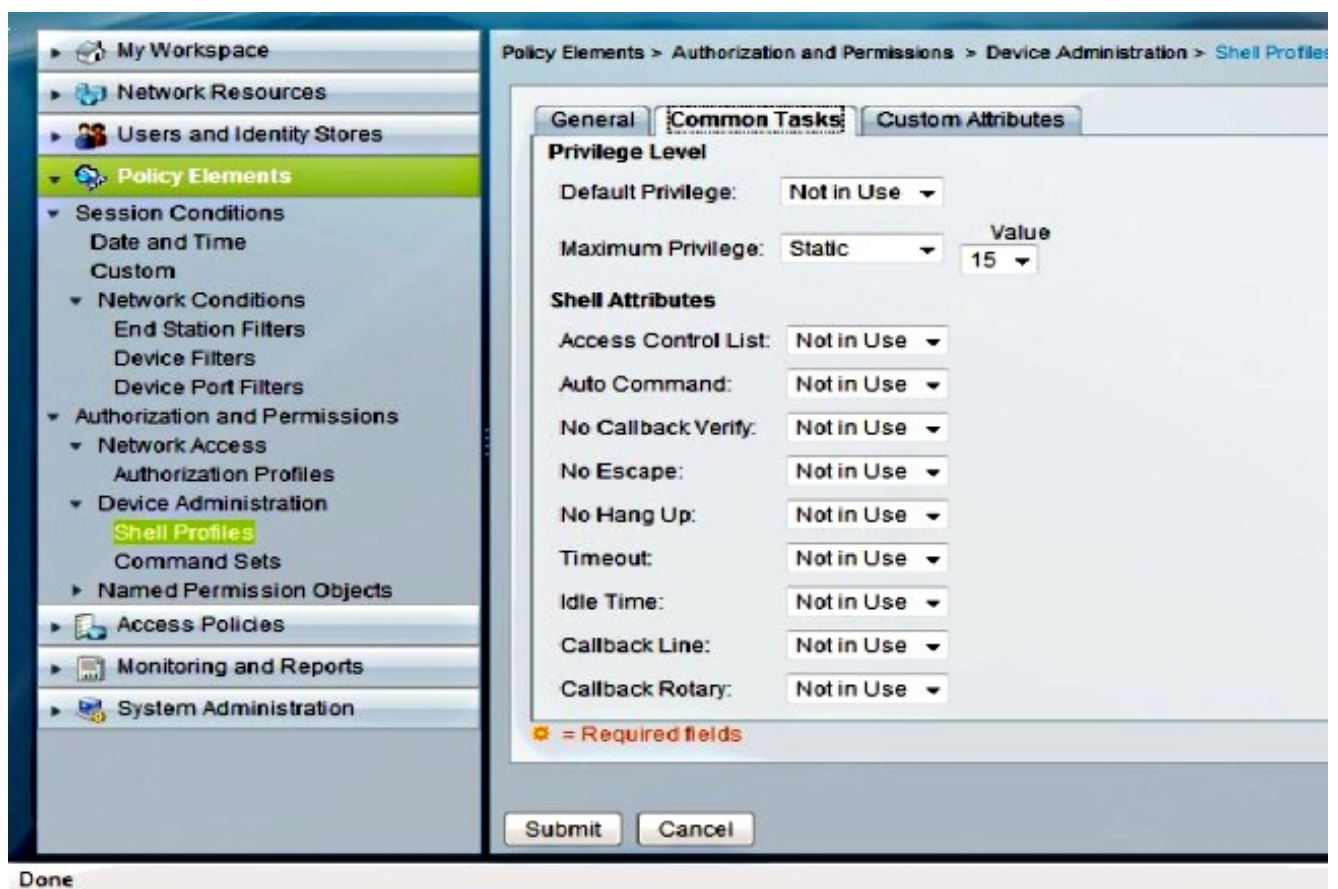 My Workspace
Network Resources
Users and Identity Stores
Policy Elements
Session Conditions
Date and Time
Custom
Network Conditions
End Station Filters
Device Filters
Device Port Filters
Authorization and Permissions
Network Access
Authorization Profiles
Device Administration
Shell Profiles
Command Sets
Named Permission Objects
Access Policies
Monitoring and Reports
System Administration
Policy Elements > Authorization and Permissions > Device Administration > Shell Profiles
General Common Tasks Custom Attributes
Privilege Level
Default Privilege: Not in Use
Value
Maximum Privilege: Static 15
Shell Attributes
Access Control List: Not in Use
Auto Command: Not in Use
No Callback Verify: Not in Use
No Escape: Not in Use
No Hang Up: Not in Use
Timeout: Not in Use
Idle Time: Not in Use
Callback Line: Not in Use
Callback Rotary: Not in Use
= Required fields
Submit Cancel
Done